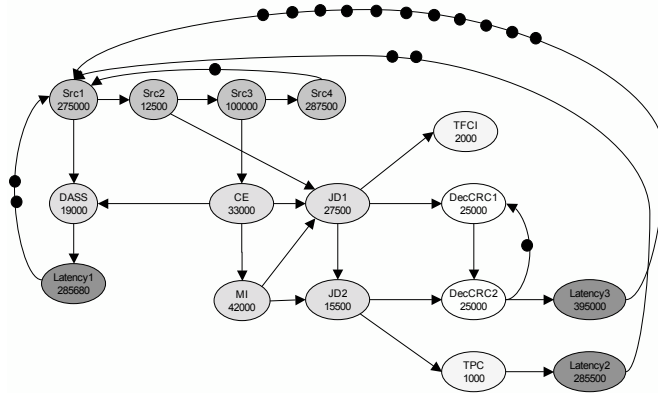 Src1
275000
Src2
12500
Src3
100000
Src4
287500
TFCI
2000
DASS
19000
CE
33000
JD1
27500
DecCRC1
25000
Latency1
285680
MI
42000
JD2
15500
DecCRC2
25000
Latency3
395000
TPC
1000
Latency2
285500